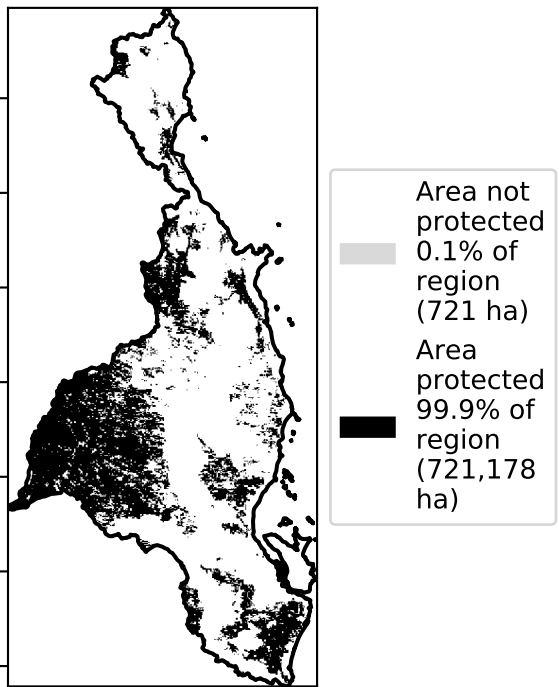 Area not
protected
0.1% of
region
(721 ha)
Area
protected
99.9% of
region
(721,178
ha)